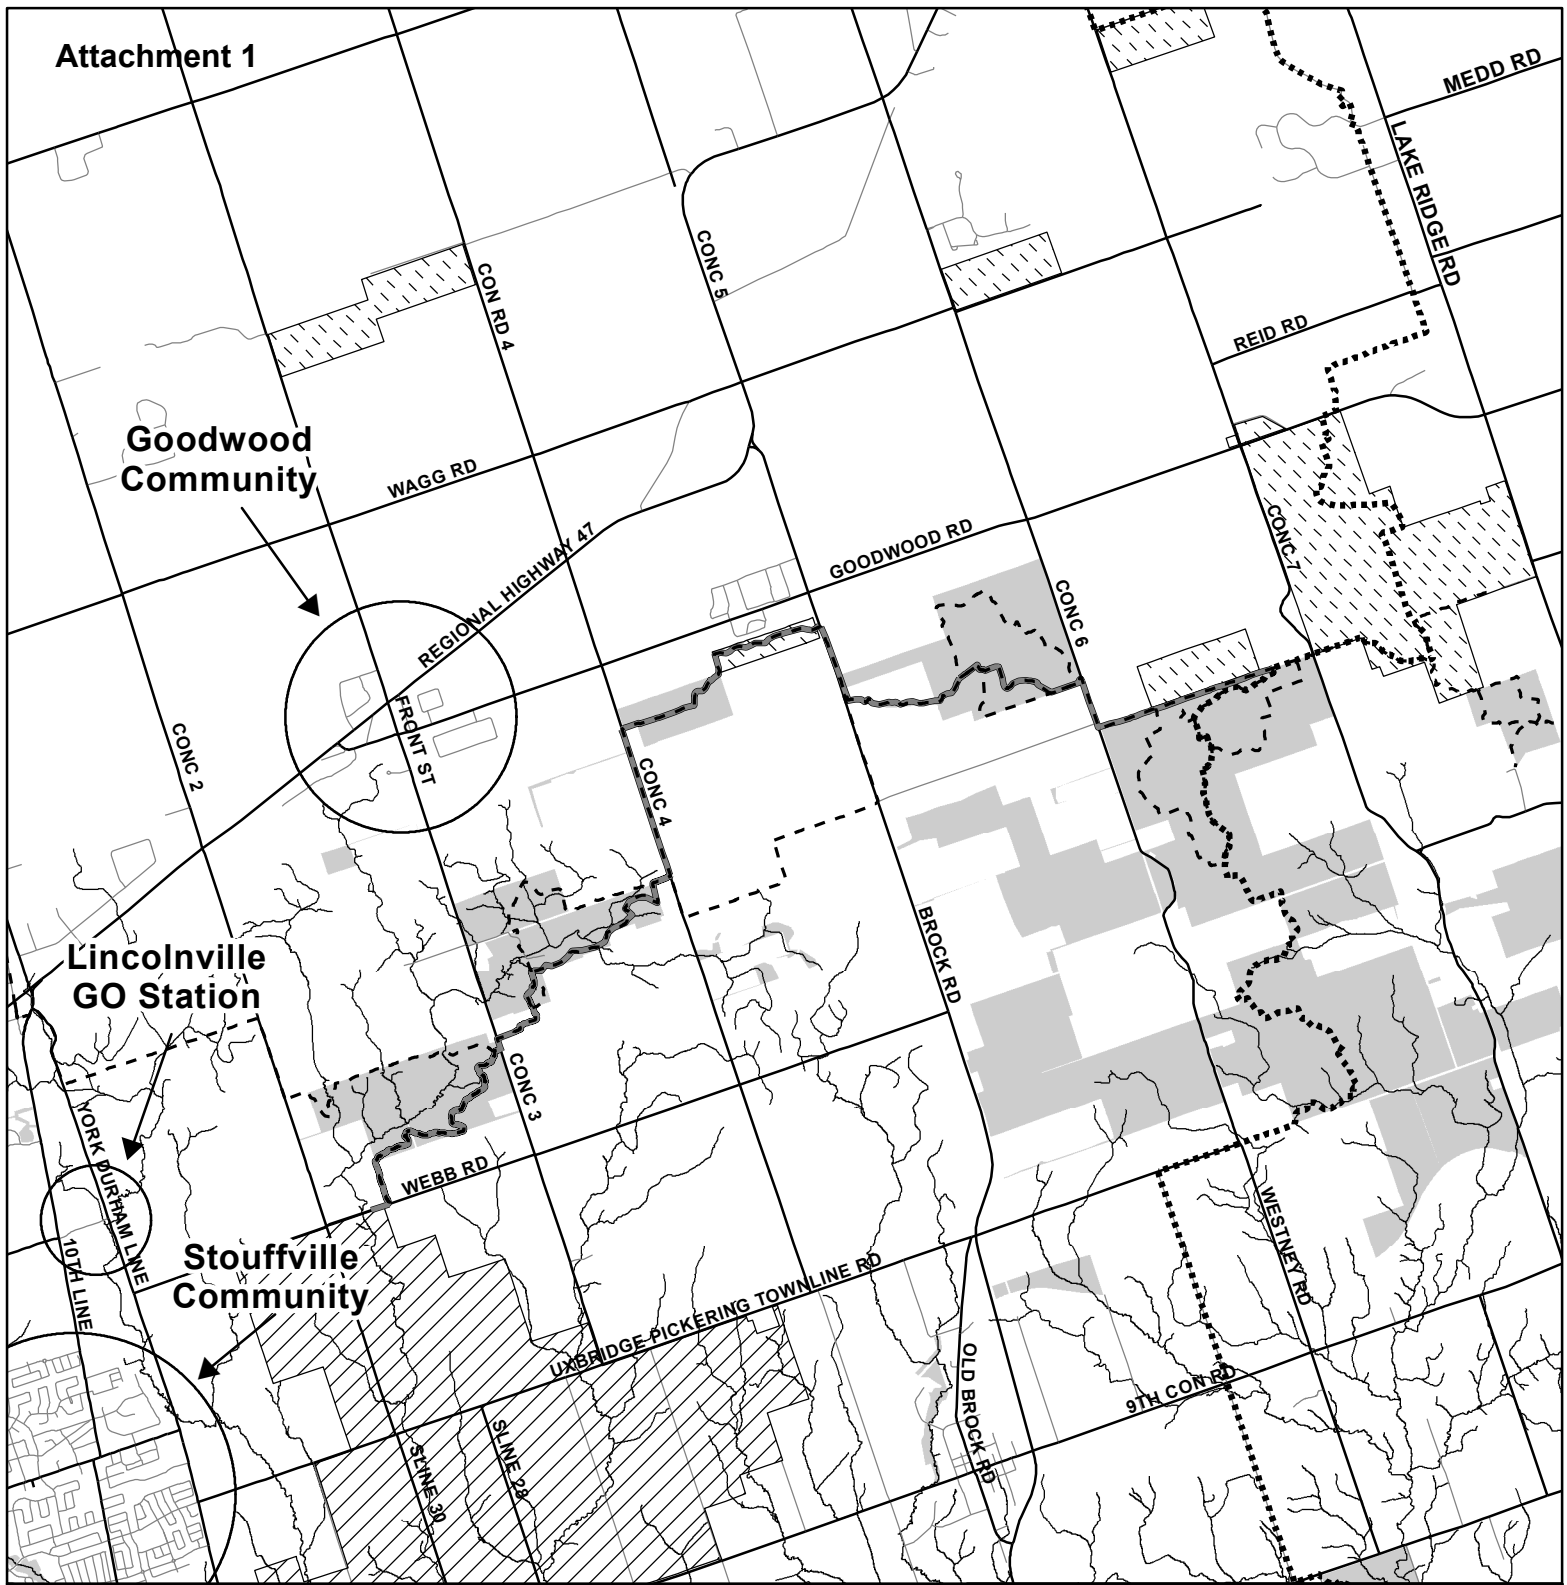 Attachment 1
MEDD RD
LAKE RIDGE RD
CONC 5
CON RD 4
REID RD
Goodwood
Community
WAGG RD
REGIONAL HIGHWAY 47
GOODWOOD RD
CONC 7
CONC 6
FRONT ST
CONC 2
CONC 4
BROCK RD
Lincolnville
GO Station
CONC 3
YORK DURHAM LINE
WEBB RD
10TH LINE
Stouffville
Community
WESTNEY RD
UXBRIDGE PICKERING TOWNLINE RD
OLD BROCK RD
9TH CON RD
SLINE 30
SLINE 28